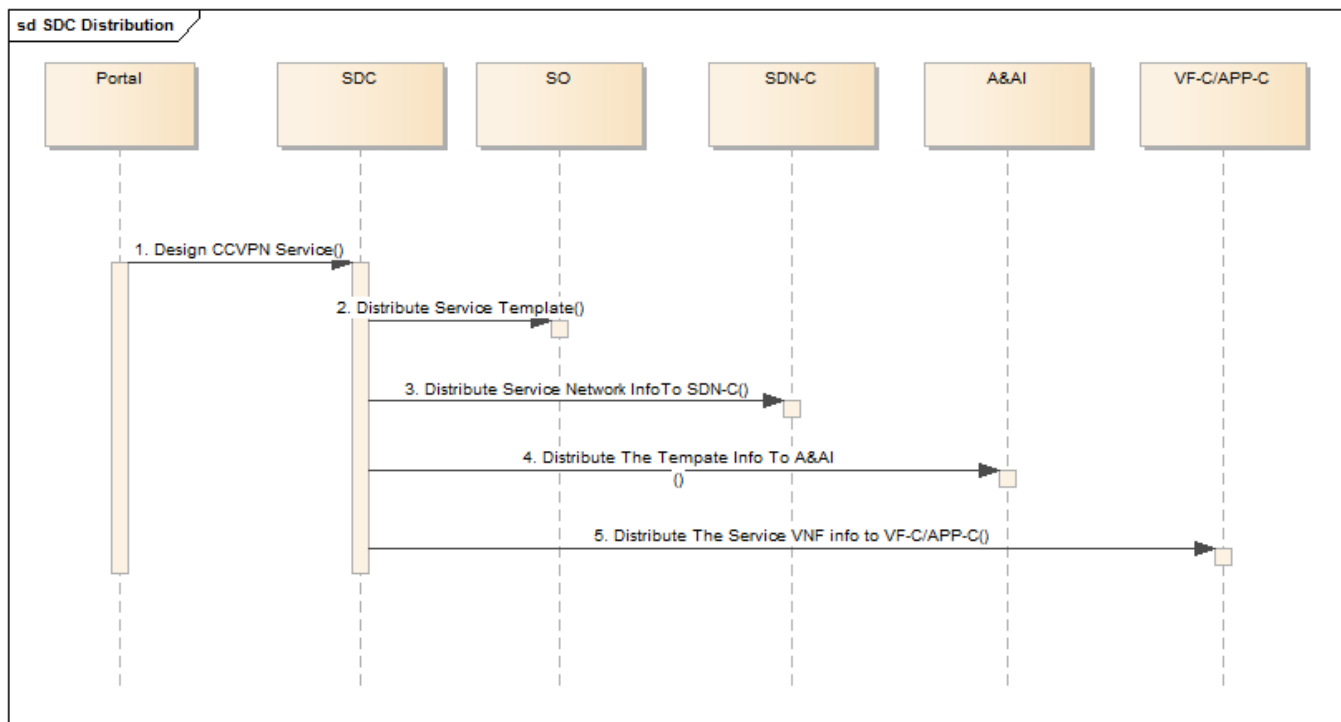 sd SDC Distribution
Portal
SDC
SO
SDN-C
A&AI
VF-C/APP-C
1. Design CCVPN Service()
2. Distribute Service Template()
3. Distribute Service Network InfoTo SDN-C()
4. Distribute The Tempate Info To A&AI
()
5. Distribute The Service VNF info to VF-C/APP-C()